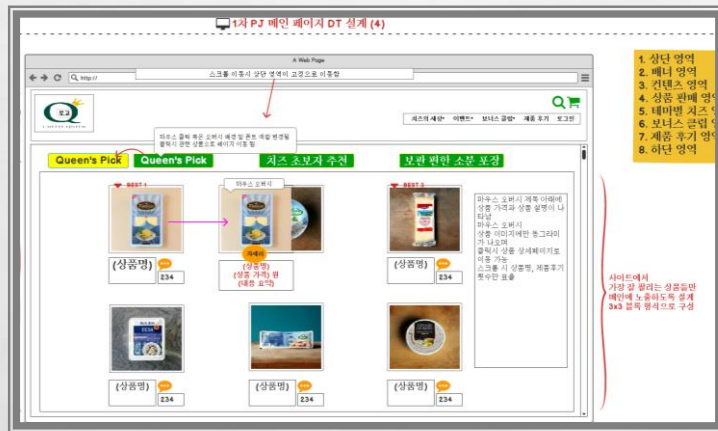 1차 PJ 메인 페이지 DT 설계 (4)
A Web Page
http://
스크롤 이동시 상단 영역이 고정으로 이동함
로고
치즈의 세상▾ 이벤트▾ 보너스 클럽▾ 제품 후기 로그인
마우스 클릭 혹은 오버시 배경 및 폰트 색깔 변경됨
클릭시 관련 상품으로 페이지 이동 됨
Queen's Pick
Queen's Pick
치즈 초보자 추천
보관 편한 소분 포장
BEST 1
마우스 오버시
BEST 3
자세히
(상품명)
234
(상품명)
(상품 가격) 원
(내용 요약)
(상품명)
234
마우스 오버시 제목 아래에
상품 가격과 상품 설명이 나
타남
마우스 오버시
상품 이미지에만 동그라미
가 나오며
클릭시 상품 상세페이지로
이동 가능
스크롤 시 상품명, 제품후기
횟수만 표출
(상품명)
234
(상품명)
234
(상품명)
234
1. 상단 영역
2. 배너 영역
3. 컨텐츠 영역
4. 상품 판매 영역
5. 테마별 치즈
6. 보너스 클럽
7. 제품 후기 영역
8. 하단 영역
사이트에서
가장 잘 팔리는 상품들만
메인에 노출하도록 설계
3x3 블록 형식으로 구성